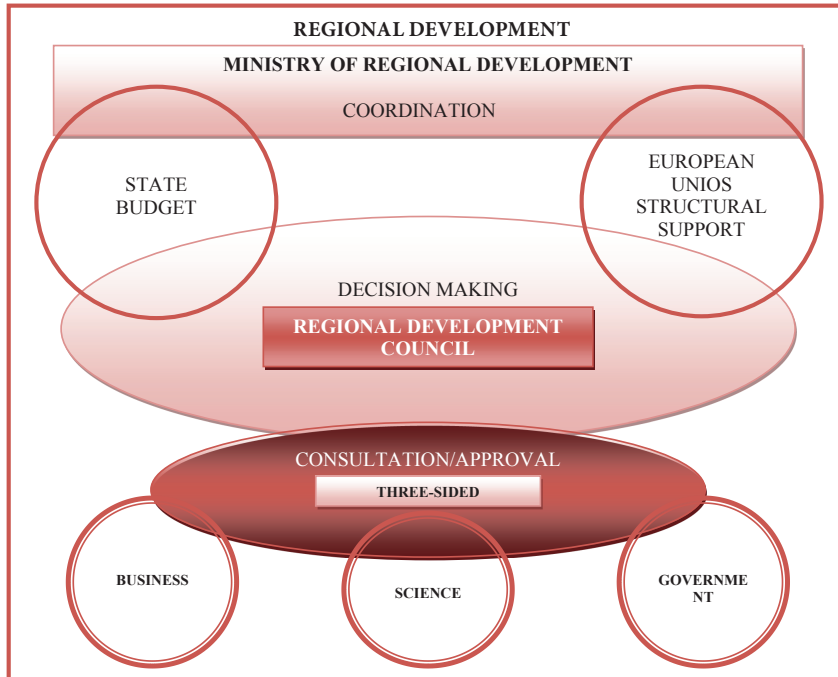 REGIONAL DEVELOPMENT
MINISTRY OF REGIONAL DEVELOPMENT
COORDINATION
STATE
BUDGET
EUROPEAN
UNIOS
STRUCTURAL
SUPPORT
DECISION MAKING
REGIONAL DEVELOPMENT
COUNCIL
CONSULTATION/APPROVAL
THREE-SIDED
BUSINESS
SCIENCE
GOVERNME
NT